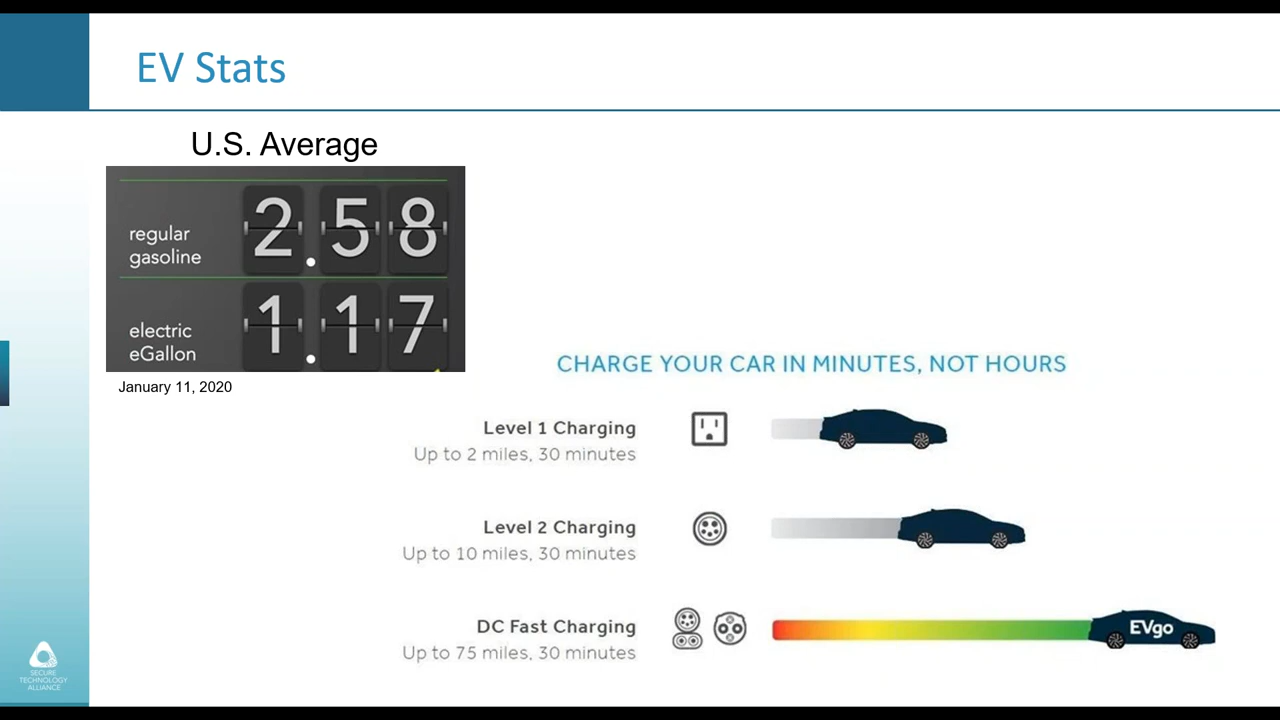 EV Stats
U.S. Average
regular
gasoline
2.58
electric
eGallon
1.17
January 11, 2020
CHARGE YOUR CAR IN MINUTES, NOT HOURS
Level 1 Charging
Up to 2 miles, 30 minutes
Level 2 Charging
Up to 10 miles, 30 minutes
DC Fast Charging
Up to 75 miles, 30 minutes
EVgo
SECURE
TECHNOLOGY
ALLIANCE